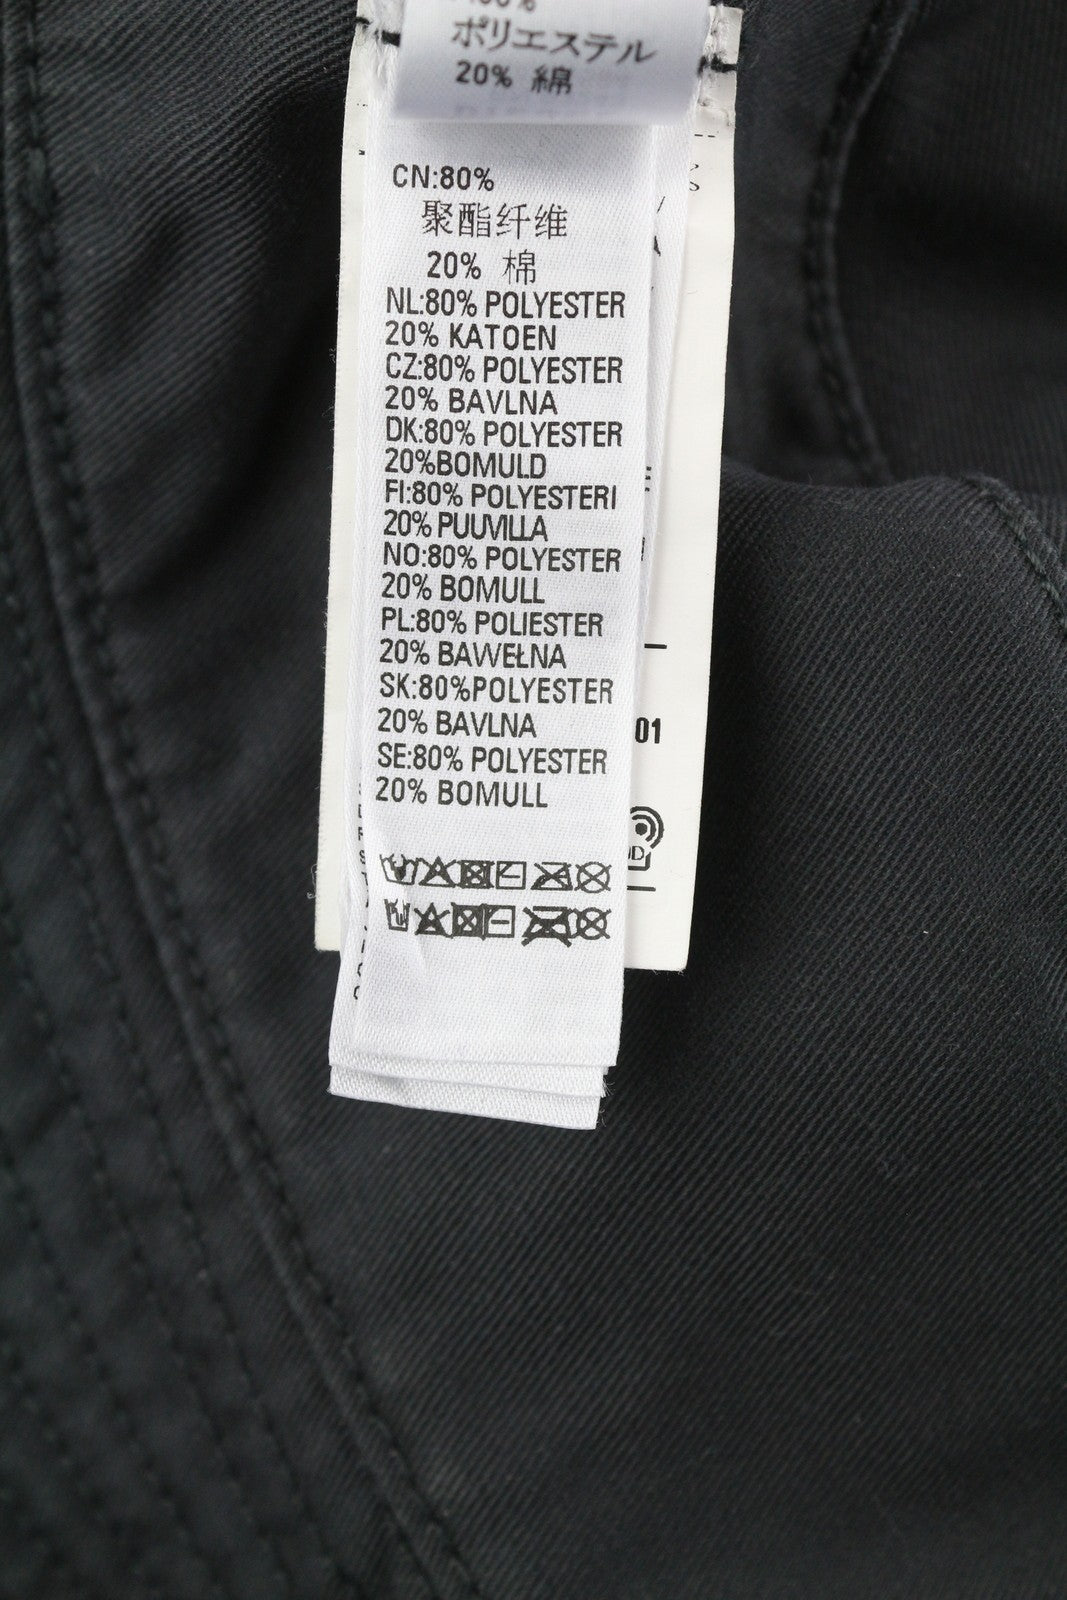 ポリエステル
20% 綿
CN:80%
聚酯纤维
20% 棉
NL:80% POLYESTER
20% KATOEN
CZ:80% POLYESTER
20% BAVLNA
DK:80% POLYESTER
20%BOMULD
FI:80% POLYESTERI
20% PUUVILLA
NO:80% POLYESTER
20% BOMULL
PL:80% POLIESTER
20% BAWEŁNA
SK:80%POLYESTER
20% BAVLNA
SE:80% POLYESTER
20% BOMULL
01